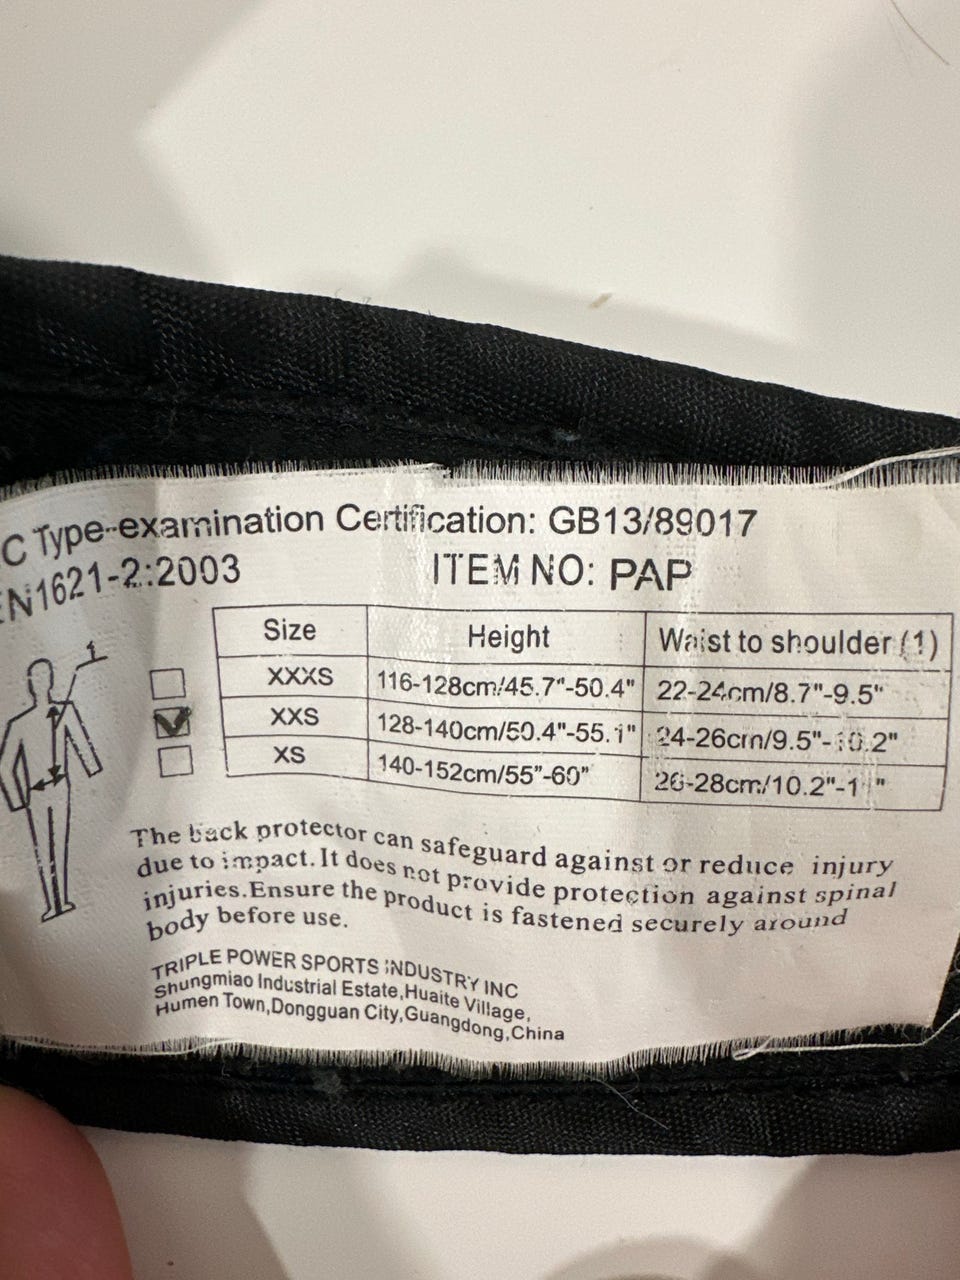 C Type-examination Certification: GB13/89017
EN1621-2:2003 ITEM NO: PAP
1
Size Height Waist to shoulder (1)
XXXS 116-128cm/45.7"-50.4" 22-24cm/8.7"-9.5"
XXS 128-140cm/50.4"-55.1" 24-26cm/9.5"-10.2"
XS 140-152cm/55"-60" 26-28cm/10.2"-
The back protector can safeguard against or reduce injury
due to impact. It does not provide protection against spinal
injuries. Ensure the product is fastened securely around
body before use.
TRIPLE POWER SPORTS INDUSTRY INC
Shungmiao Industrial Estate,Huaite Village,
Humen Town,Dongguan City,Guangdong,China